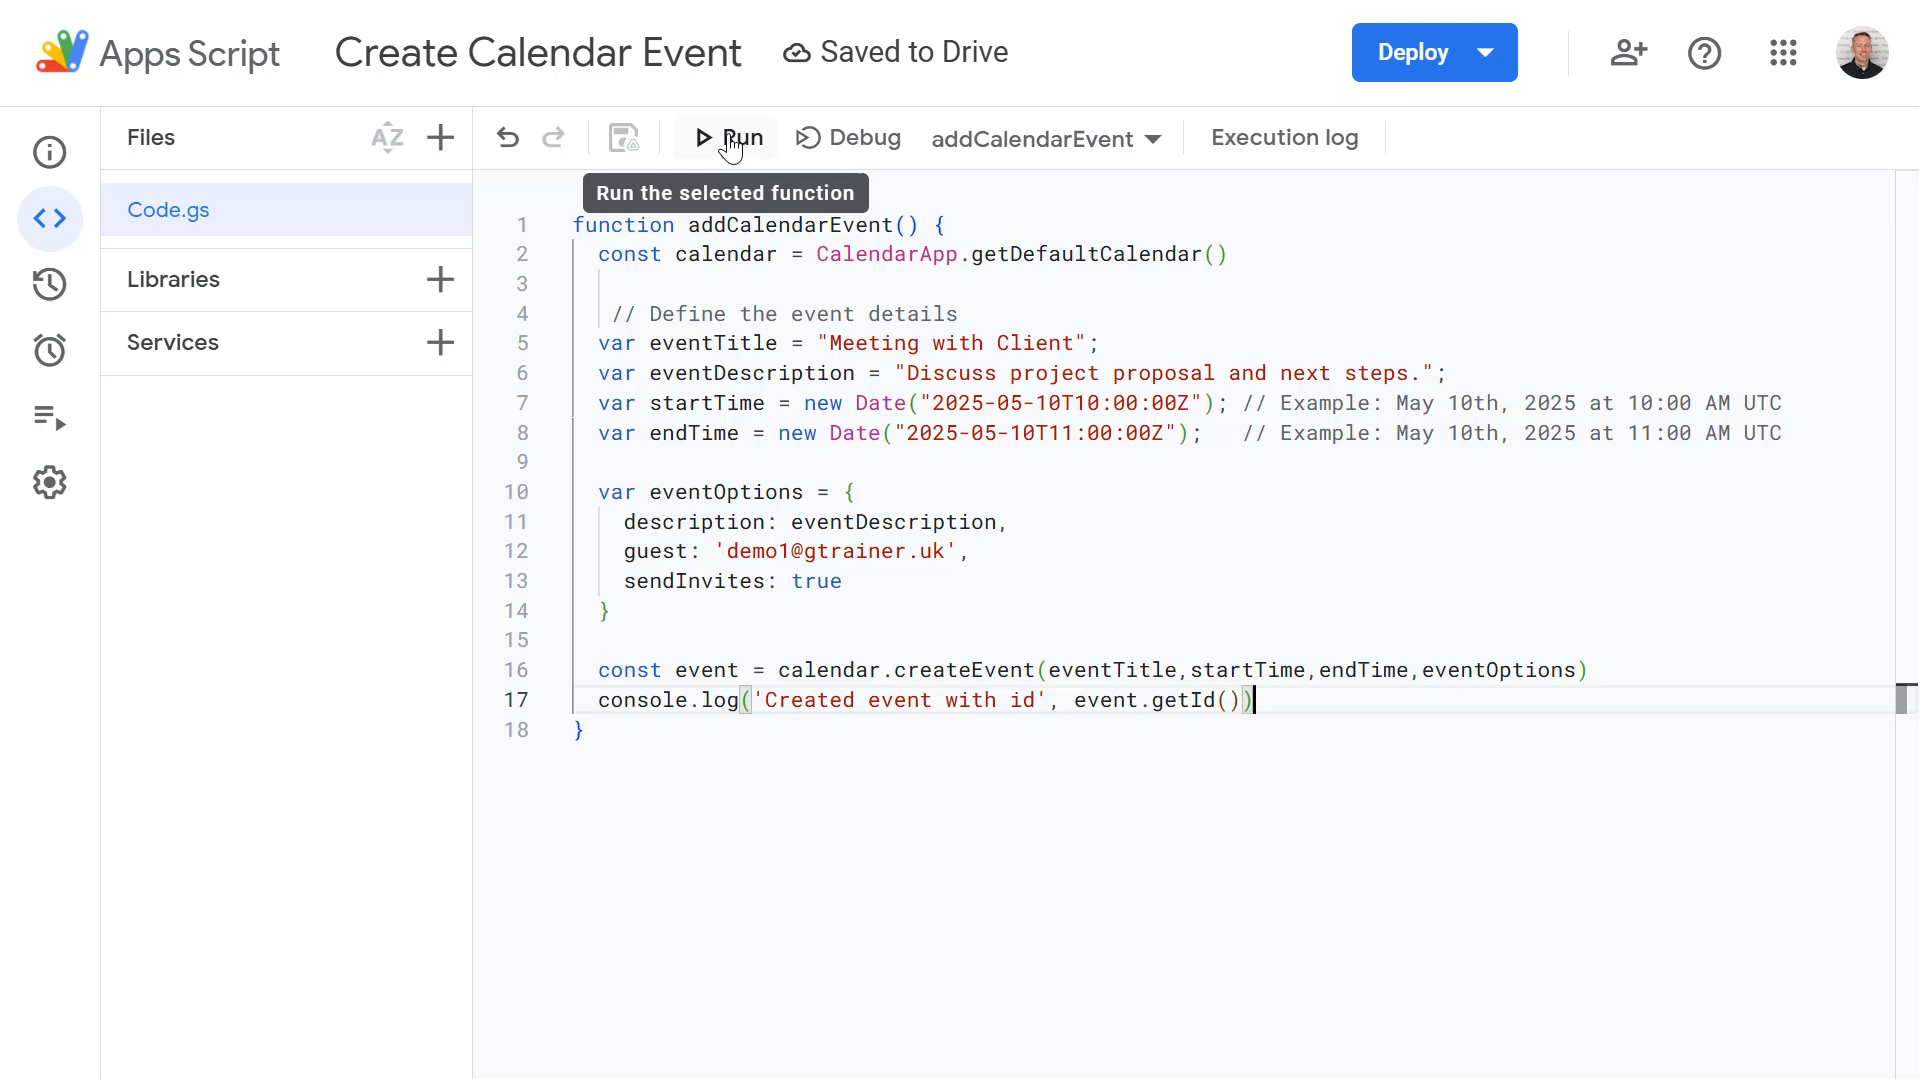 Apps Script
Create Calendar Event
Saved to Drive
Deploy
Files
AZ
Run
Debug
addCalendarEvent
Execution log
Run the selected function
Code.gs
Libraries
Services
1 function addCalendarEvent() {
2 const calendar = CalendarApp.getDefaultCalendar()
3
4 // Define the event details
5 var eventTitle = "Meeting with Client";
6 var eventDescription = "Discuss project proposal and next steps.";
7 var startTime = new Date("2025-05-10T10:00:00Z"); // Example: May 10th, 2025 at 10:00 AM UTC
8 var endTime = new Date("2025-05-10T11:00:00Z");   // Example: May 10th, 2025 at 11:00 AM UTC
9
10 var eventOptions = {
11 description: eventDescription,
12 guest: 'demo1@gtrainer.uk',
13 sendInvites: true
14 }
15
16 const event = calendar.createEvent(eventTitle,startTime,endTime,eventOptions)
17 console.log('Created event with id', event.getId())
18 }